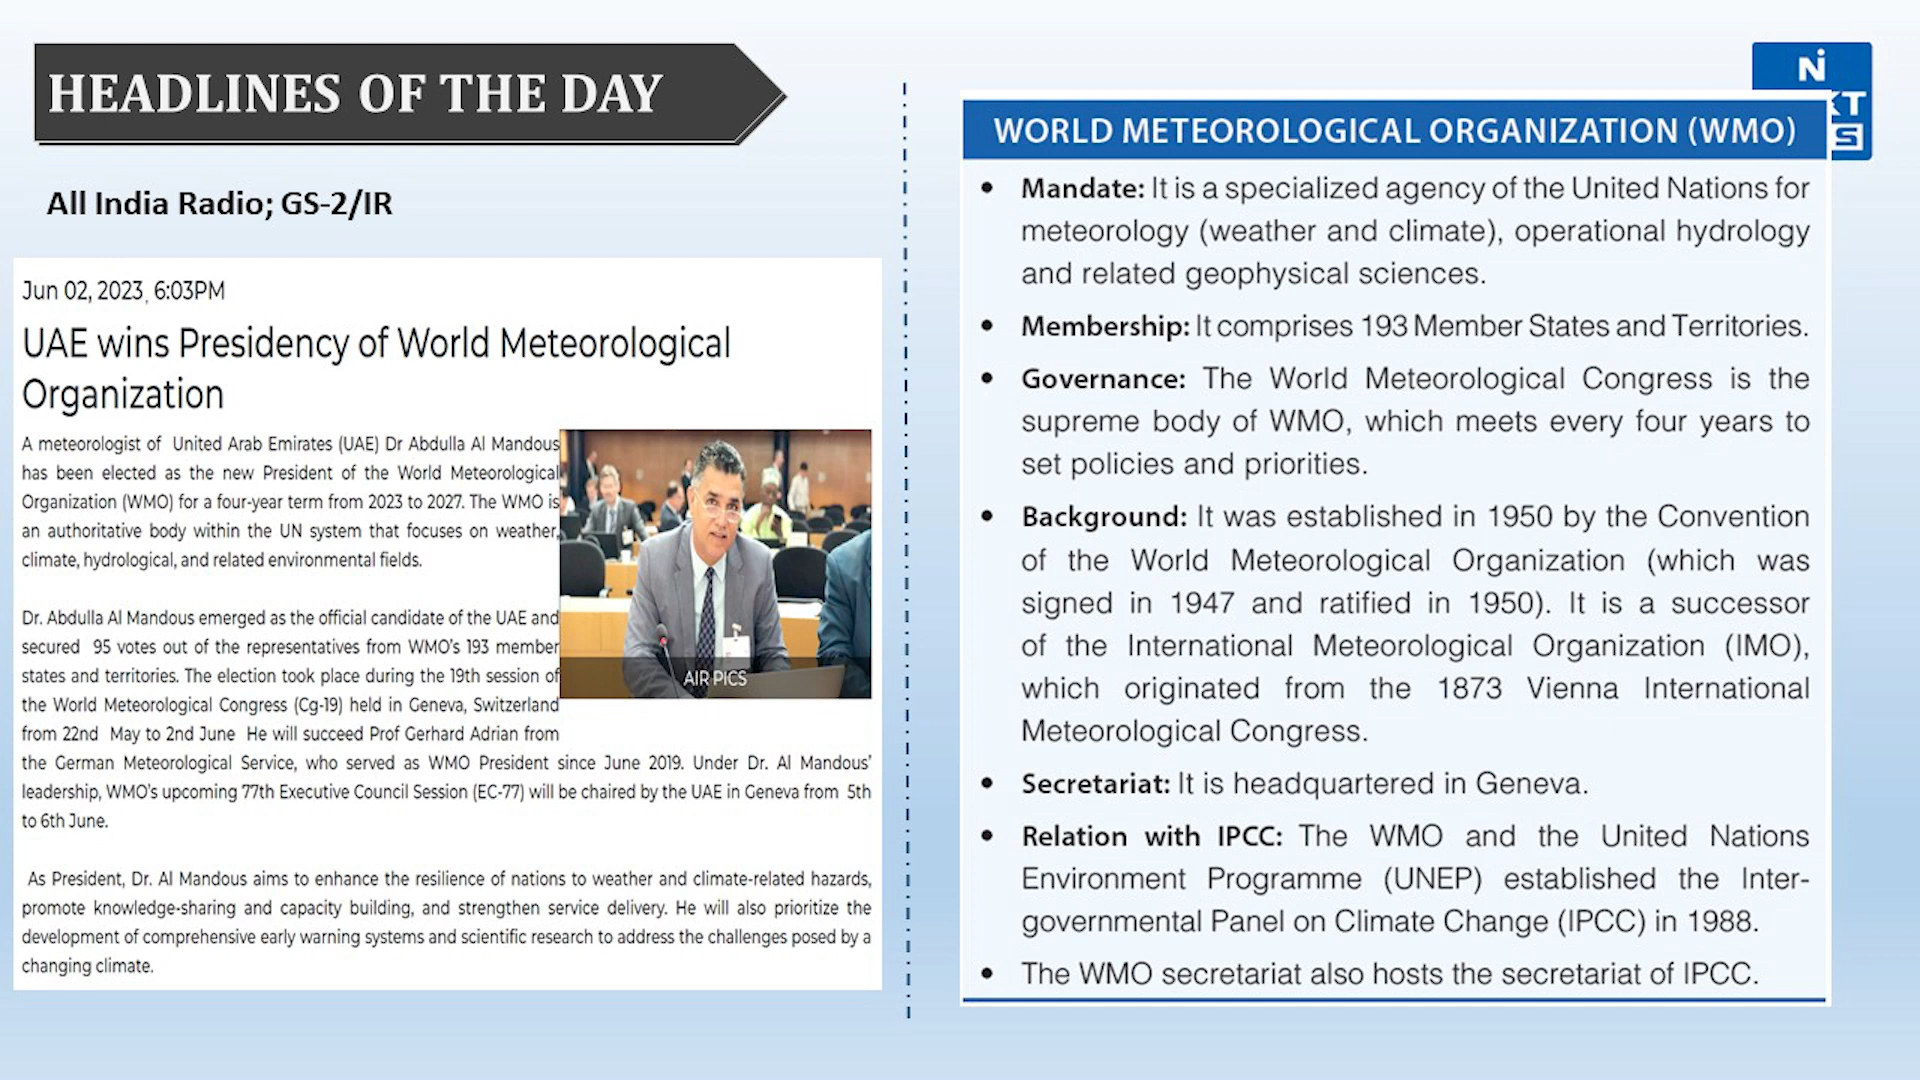 HEADLINES OF THE DAY
All India Radio; GS-2/IR
Jun 02, 2023, 6:03PM
UAE wins Presidency of World Meteorological
Organization
A meteorologist of United Arab Emirates (UAE) Dr Abdulla Al Mandous
has been elected as the new President of the World Meteorological
Organization (WMO) for a four-year term from 2023 to 2027. The WMO is
an authoritative body within the UN system that focuses on weather,
climate, hydrological, and related environmental fields.
Dr. Abdulla Al Mandous emerged as the official candidate of the UAE and
secured 95 votes out of the representatives from WMO's 193 member
states and territories. The election took place during the 19th session of
the World Meteorological Congress (Cg-19) held in Geneva, Switzerland
from 22nd May to 2nd June He will succeed Prof Gerhard Adrian from
the German Meteorological Service, who served as WMO President since June 2019. Under Dr. Al Mandous'
leadership, WMO's upcoming 77th Executive Council Session (EC-77) will be chaired by the UAE in Geneva from 5th
to 6th June.
As President, Dr. Al Mandous aims to enhance the resilience of nations to weather and climate-related hazards,
promote knowledge-sharing and capacity building, and strengthen service delivery. He will also prioritize the
development of comprehensive early warning systems and scientific research to address the challenges posed by a
changing climate.
AIR PICS
WORLD METEOROLOGICAL ORGANIZATION (WMO)
• Mandate: It is a specialized agency of the United Nations for
meteorology (weather and climate), operational hydrology
and related geophysical sciences.
• Membership: It comprises 193 Member States and Territories.
• Governance: The World Meteorological Congress is the
supreme body of WMO, which meets every four years to
set policies and priorities.
• Background: It was established in 1950 by the Convention
of the World Meteorological Organization (which was
signed in 1947 and ratified in 1950). It is a successor
of the International Meteorological Organization (IMO),
which originated from the 1873 Vienna International
Meteorological Congress.
• Secretariat: It is headquartered in Geneva.
• Relation with IPCC: The WMO and the United Nations
Environment Programme (UNEP) established the Inter-
governmental Panel on Climate Change (IPCC) in 1988.
• The WMO secretariat also hosts the secretariat of IPCC.